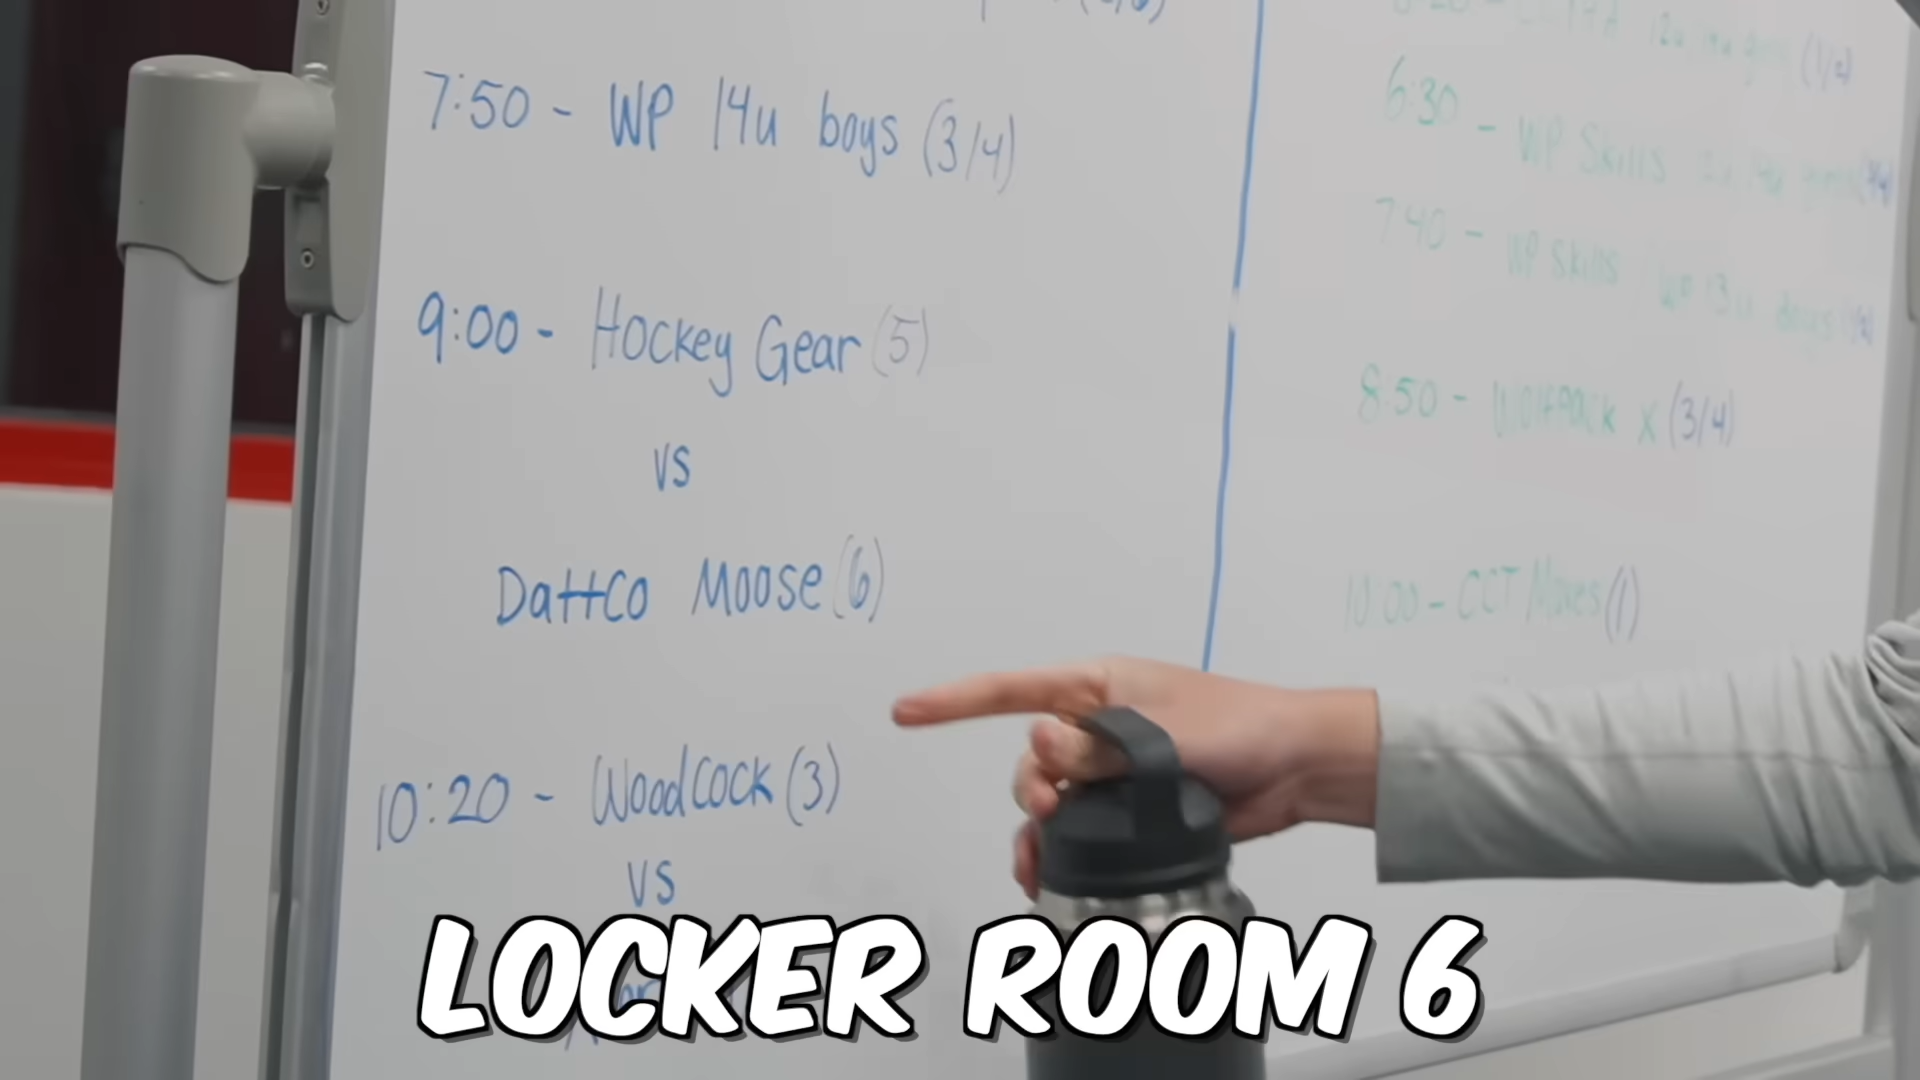 7:50 - WP 14u boys (3/4)
9:00 - Hockey Gear (5)
vs
DattCo Moose (6)
10:20 - Woodcock (3)
vs
6:30 - WP Skills
7:40 - WP Skills /
8:50 - Wolfpack x (3/4)
10:00 - CCT (1)
LOCKER ROOM 6